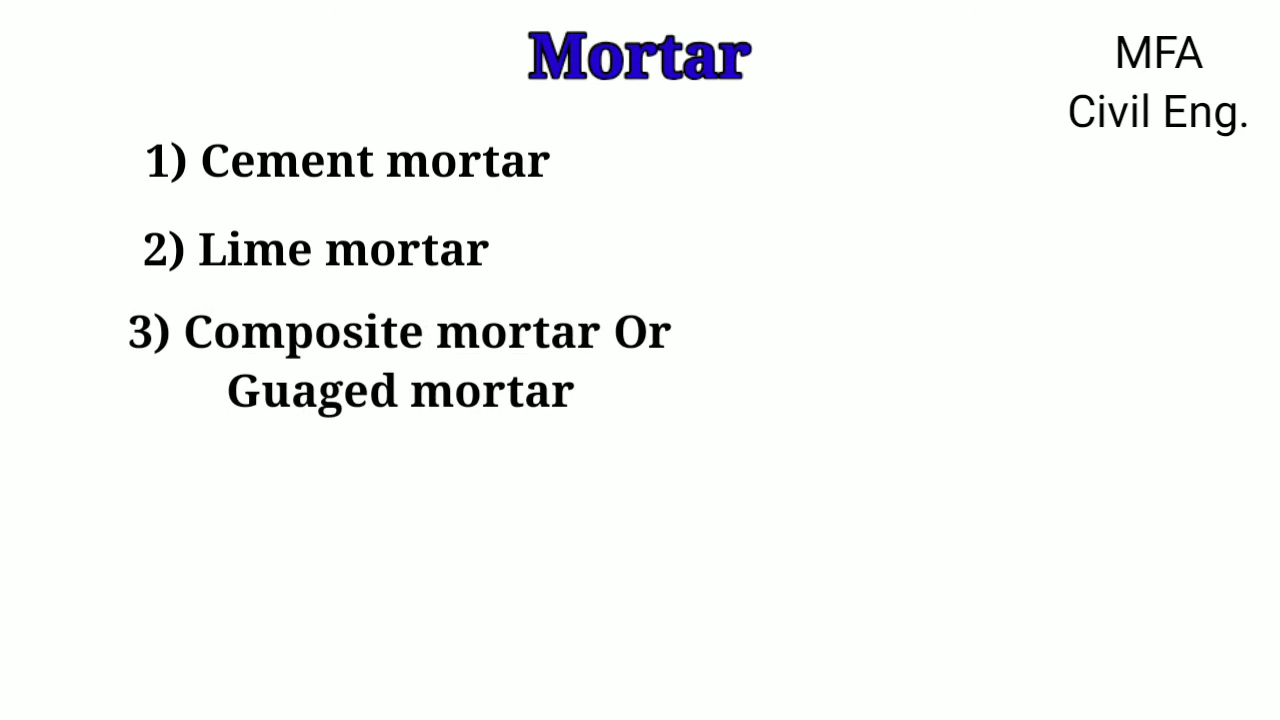 Mortar
MFA
Civil Eng.
1) Cement mortar
2) Lime mortar
3) Composite mortar Or
Guaged mortar